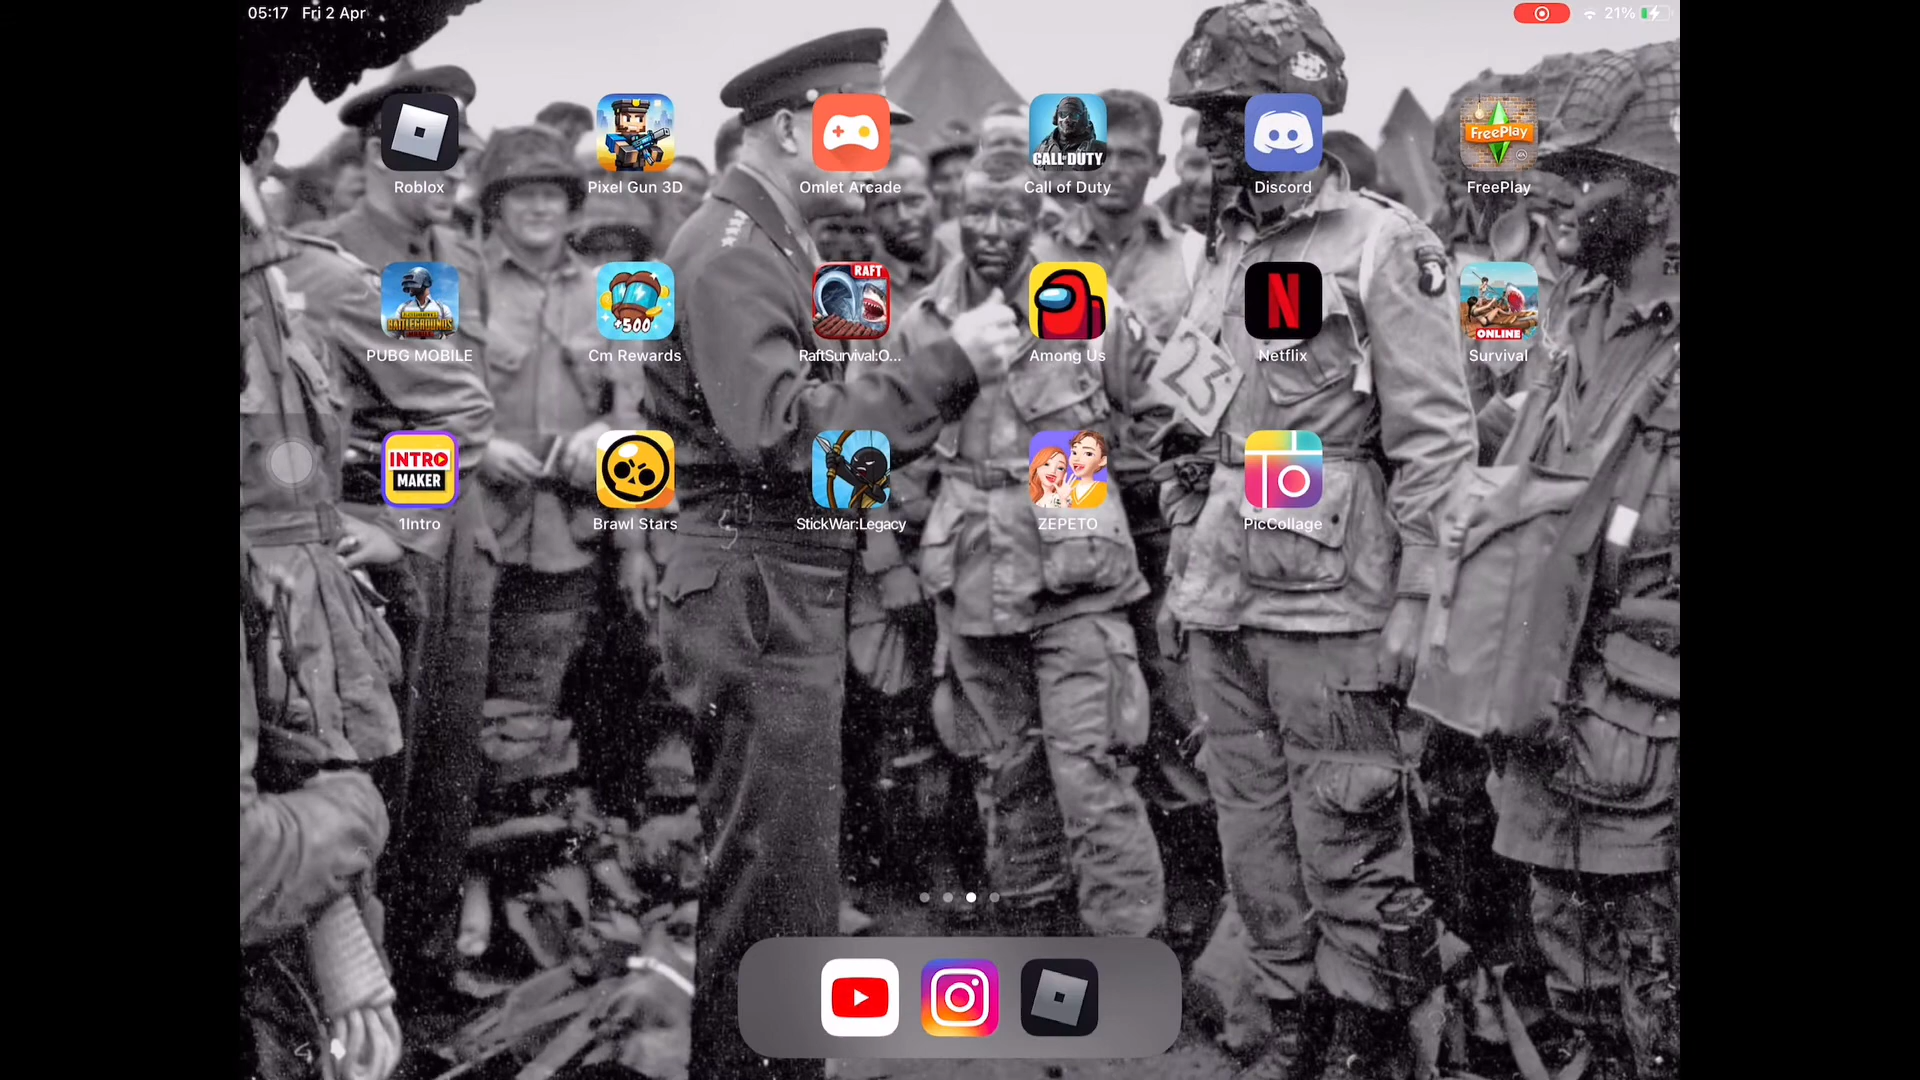 05:17 Fri 2 Apr
21%
FreePlay
CALL DUTY
Roblox
Pixel Gun 3D
Omlet Arcade
Call of Duty
Discord
FreePlay
RAFT
N
+500
BATTLEGROUNDS
ONLINE
PUBG MOBILE
Cm Rewards
RaftSurvival:O...
Among Us
Netflix
Survival
23
INTRO
MAKER
1Intro
Brawl Stars
StickWar:Legacy
ZEPETO
PicCollage